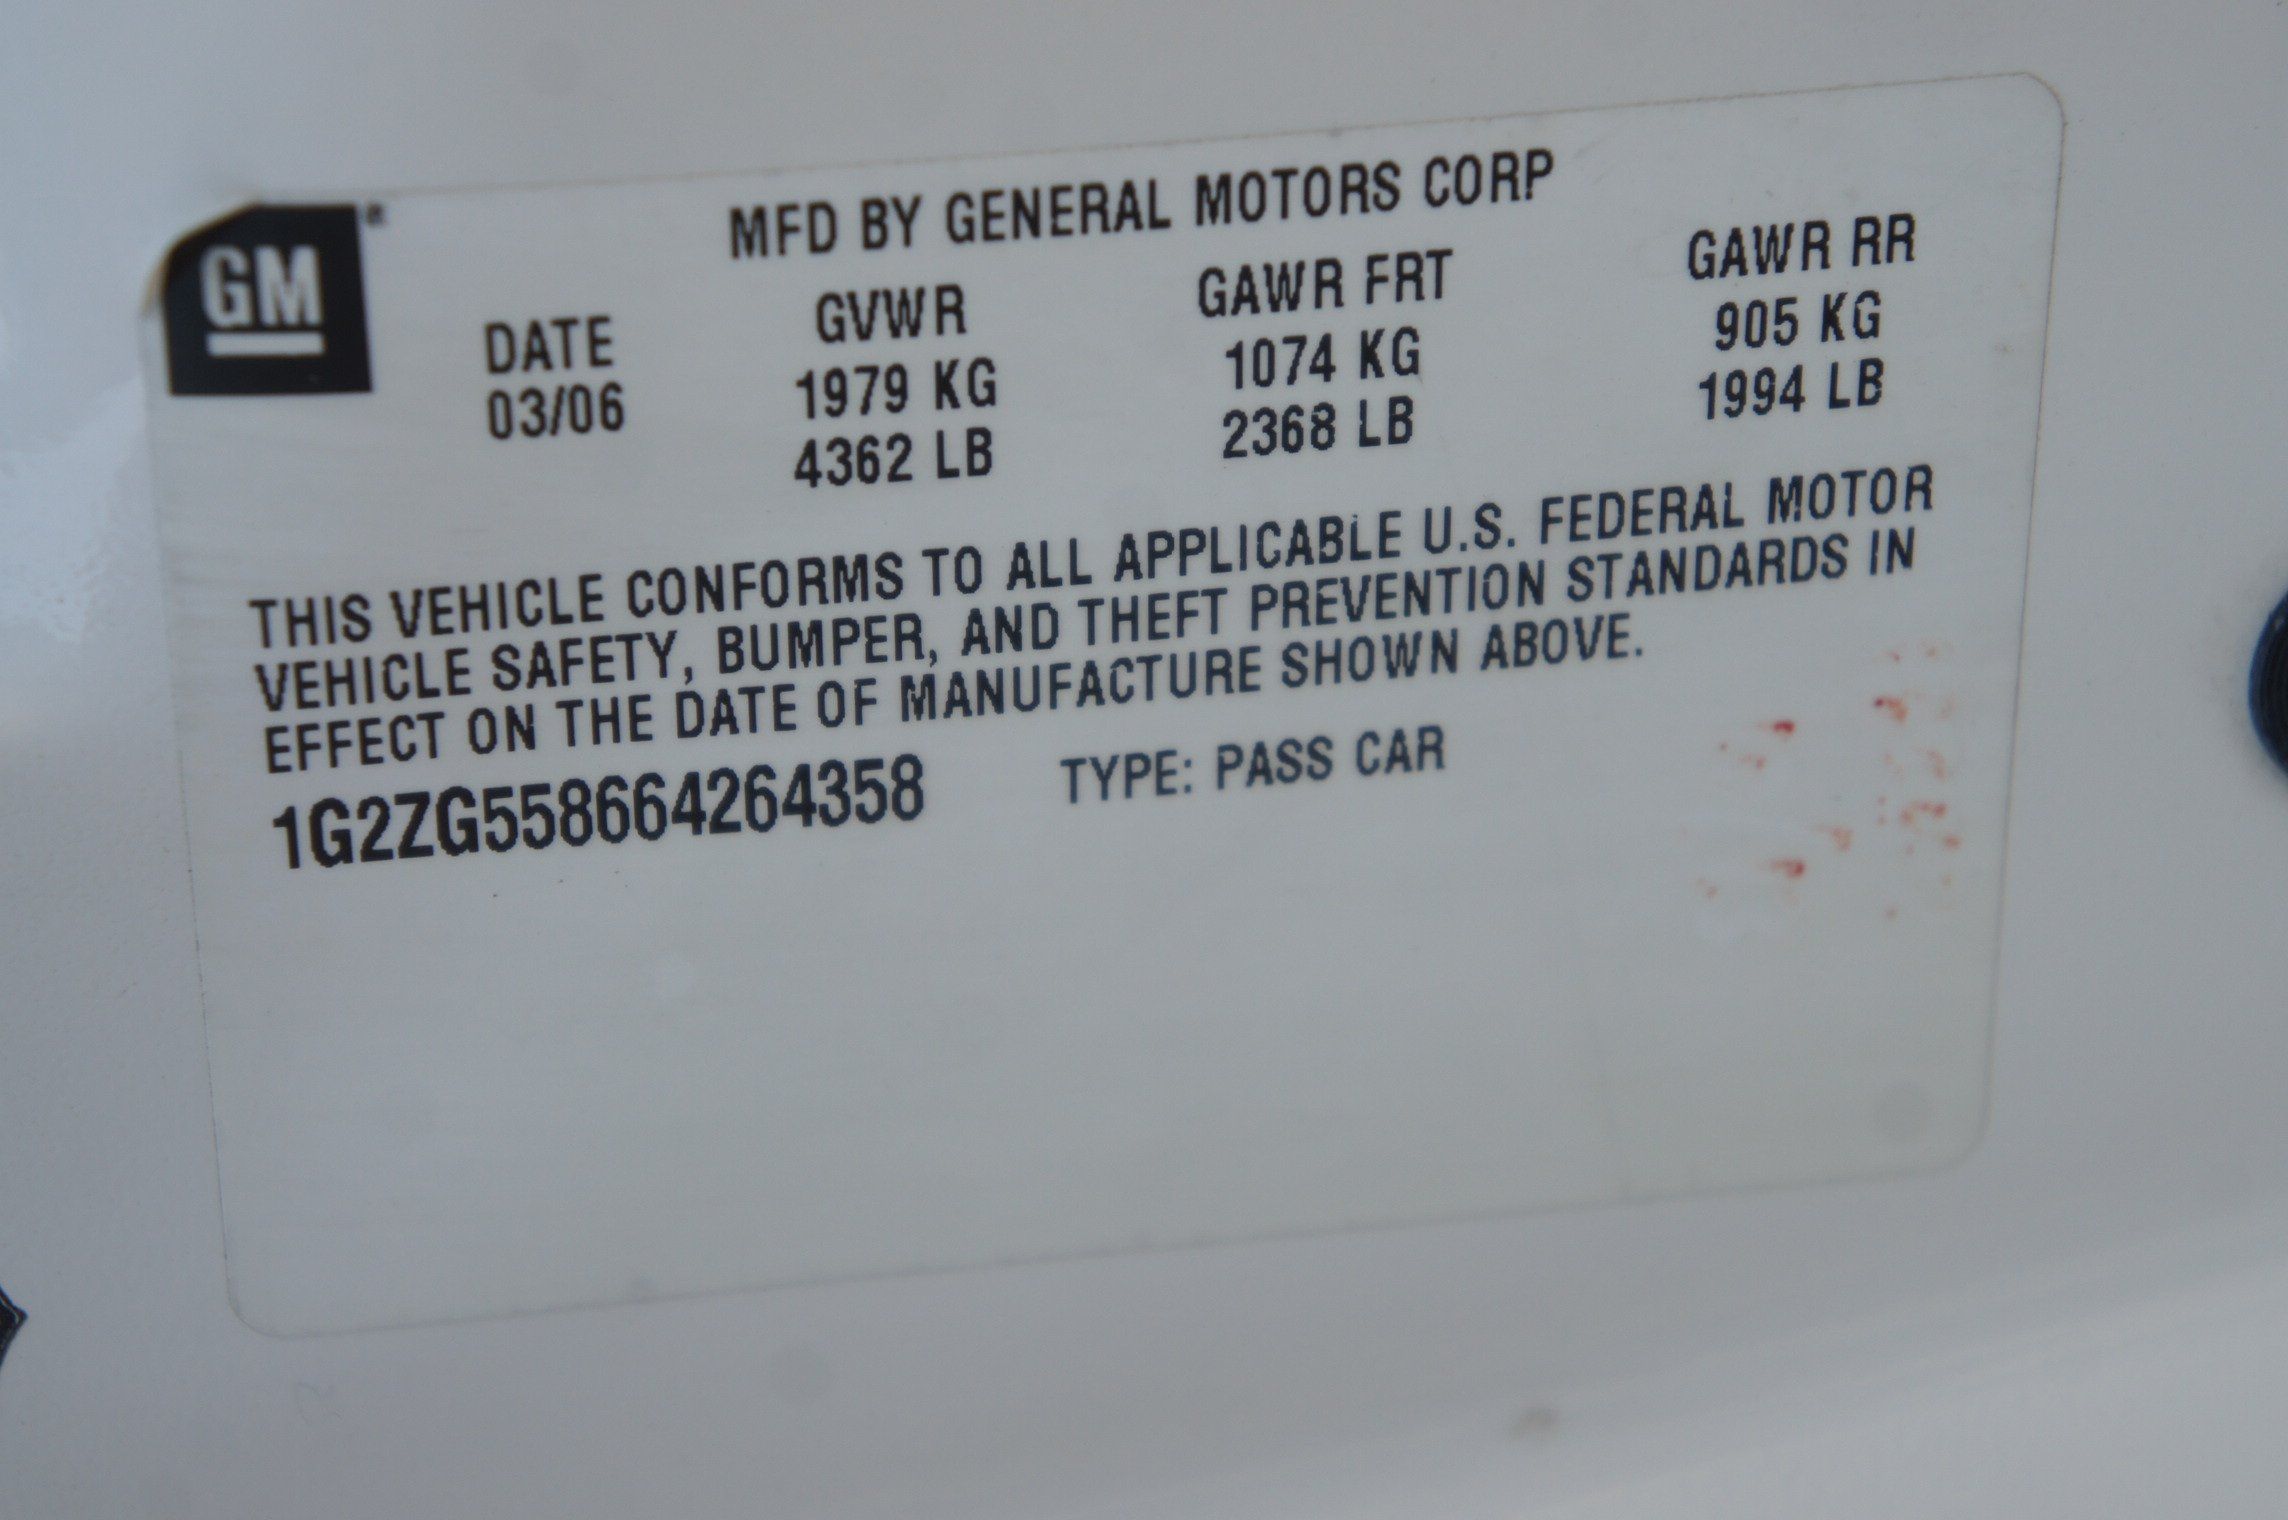 GM
MFD BY GENERAL MOTORS CORP
DATE GVWR GAWR FRT GAWR RR
03/06 1979 KG 1074 KG 905 KG
4362 LB 2368 LB 1994 LB
THIS VEHICLE CONFORMS TO ALL APPLICABLE U.S. FEDERAL MOTOR
VEHICLE SAFETY, BUMPER, AND THEFT PREVENTION STANDARDS IN
EFFECT ON THE DATE OF MANUFACTURE SHOWN ABOVE.
1G2ZG558664264358 TYPE: PASS CAR